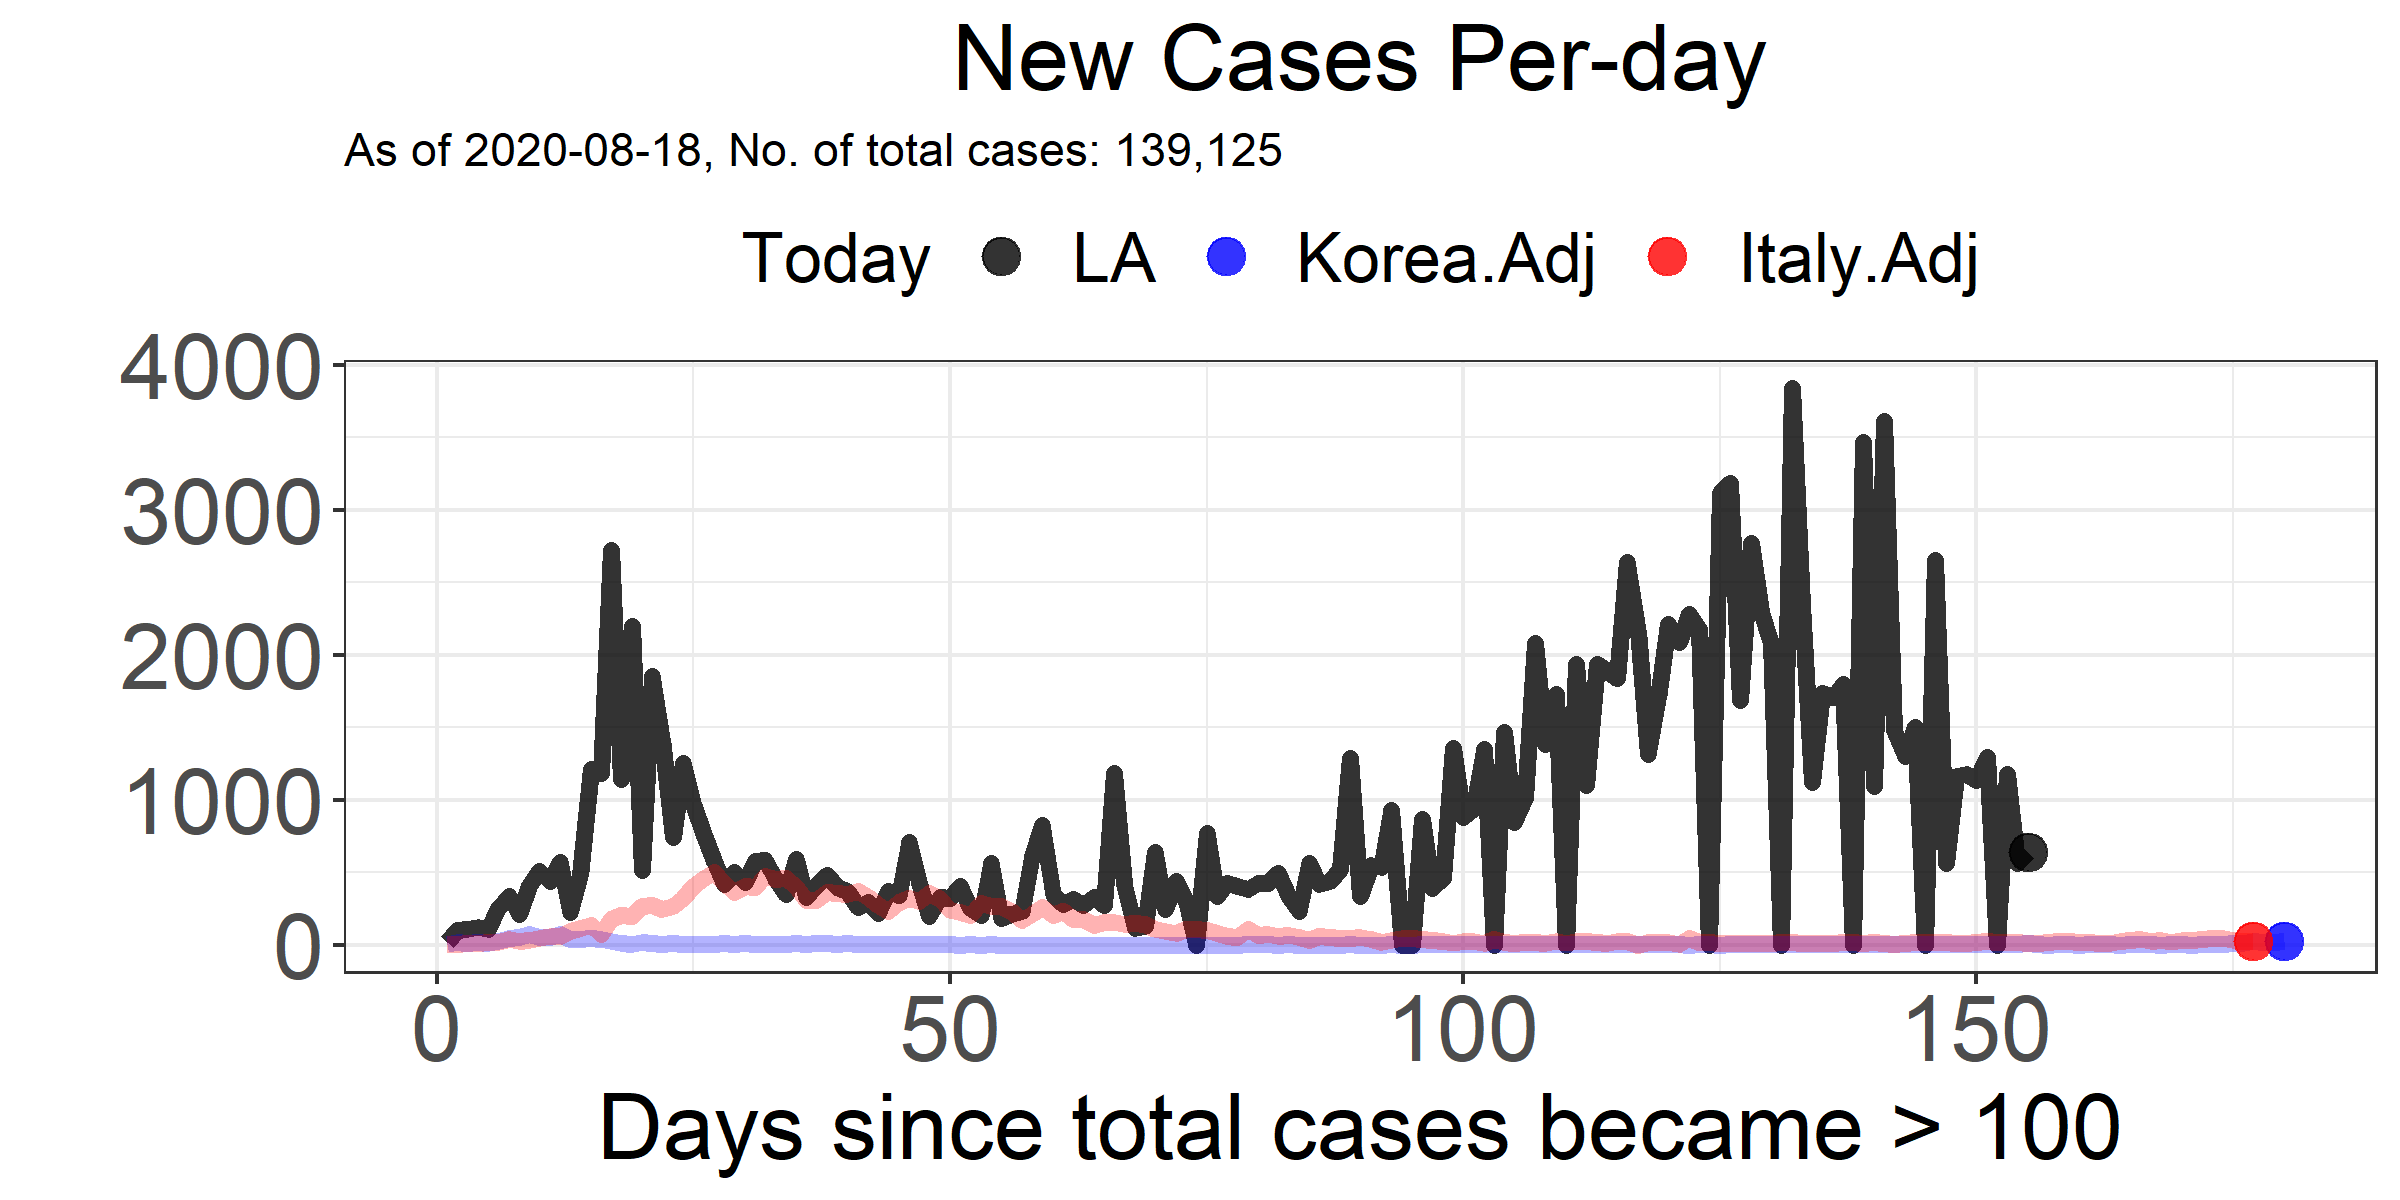 New Cases Per-day
As of 2020-08-18, No. of total cases: 139,125
Today LA Korea.Adj Italy.Adj
4000
3000
2000
1000
0
0 50 100 150
Days since total cases became > 100